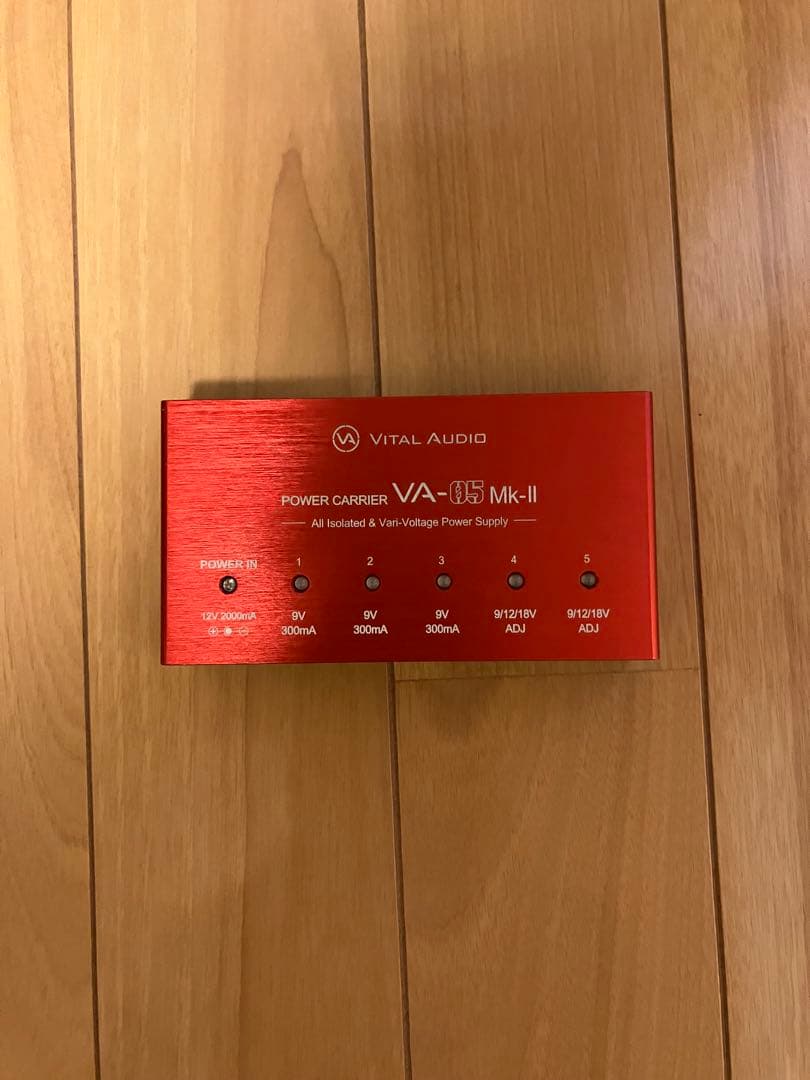 VA VITAL AUDIO
POWER CARRIER VA-05 Mk-II
All Isolated & Vari-Voltage Power Supply
POWER IN 1 2 3 4 5
12V 2000mA 9V 9V 9V 9/12/18V 9/12/18V
300mA 300mA 300mA ADJ ADJ